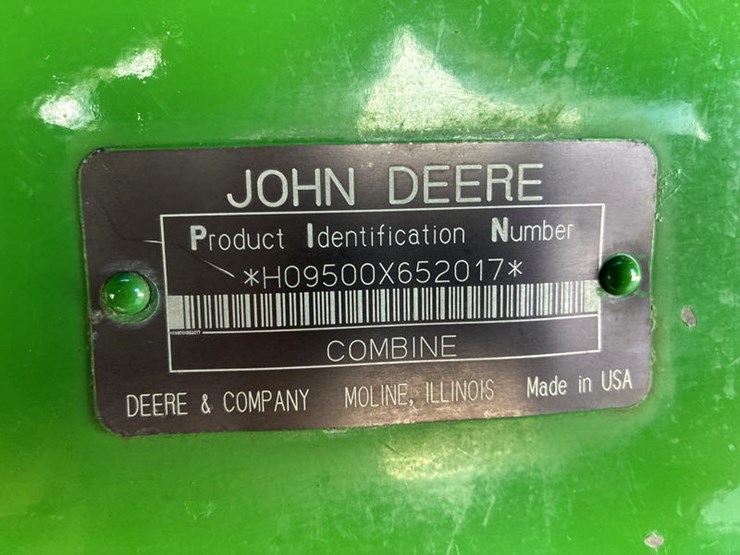 JOHN DEERE
Product Identification Number
*H09500X652017*
COMBINE
DEERE & COMPANY MOLINE, ILLINOIS Made in USA